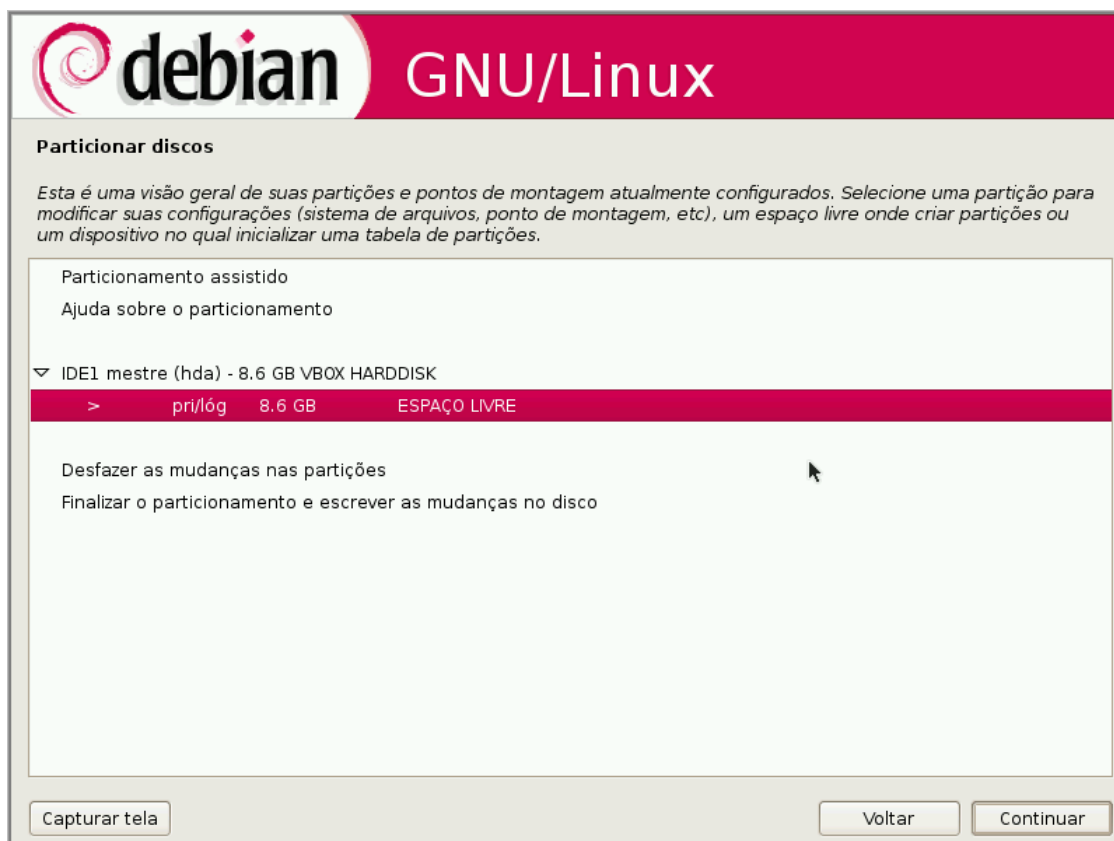 debian GNU/Linux
Particionar discos
Esta é uma visão geral de suas partições e pontos de montagem atualmente configurados. Selecione uma partição para
modificar suas configurações (sistema de arquivos, ponto de montagem, etc), um espaço livre onde criar partições ou
um dispositivo no qual inicializar uma tabela de partições.
Particionamento assistido
Ajuda sobre o particionamento
IDE1 mestre (hda) - 8.6 GB VBOX HARDDISK
> pri/lóg 8.6 GB ESPAÇO LIVRE
Desfazer as mudanças nas partições
Finalizar o particionamento e escrever as mudanças no disco
Capturar tela Voltar Continuar